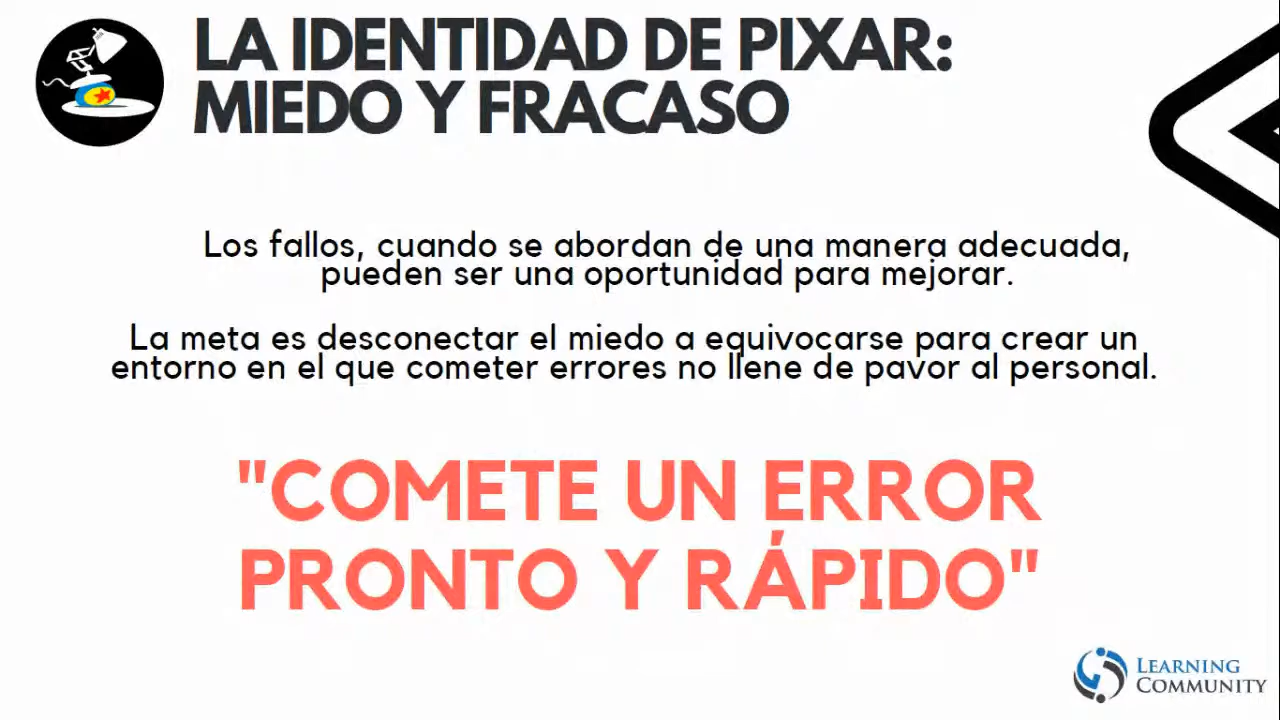 LA IDENTIDAD DE PIXAR:
MIEDO Y FRACASO
Los fallos, cuando se abordan de una manera adecuada,
pueden ser una oportunidad para mejorar.
La meta es desconectar el miedo a equivocarse para crear un
entorno en el que cometer errores no llene de pavor al personal.
"COMETE UN ERROR
PRONTO Y RÁPIDO"
LEARNING
COMMUNITY